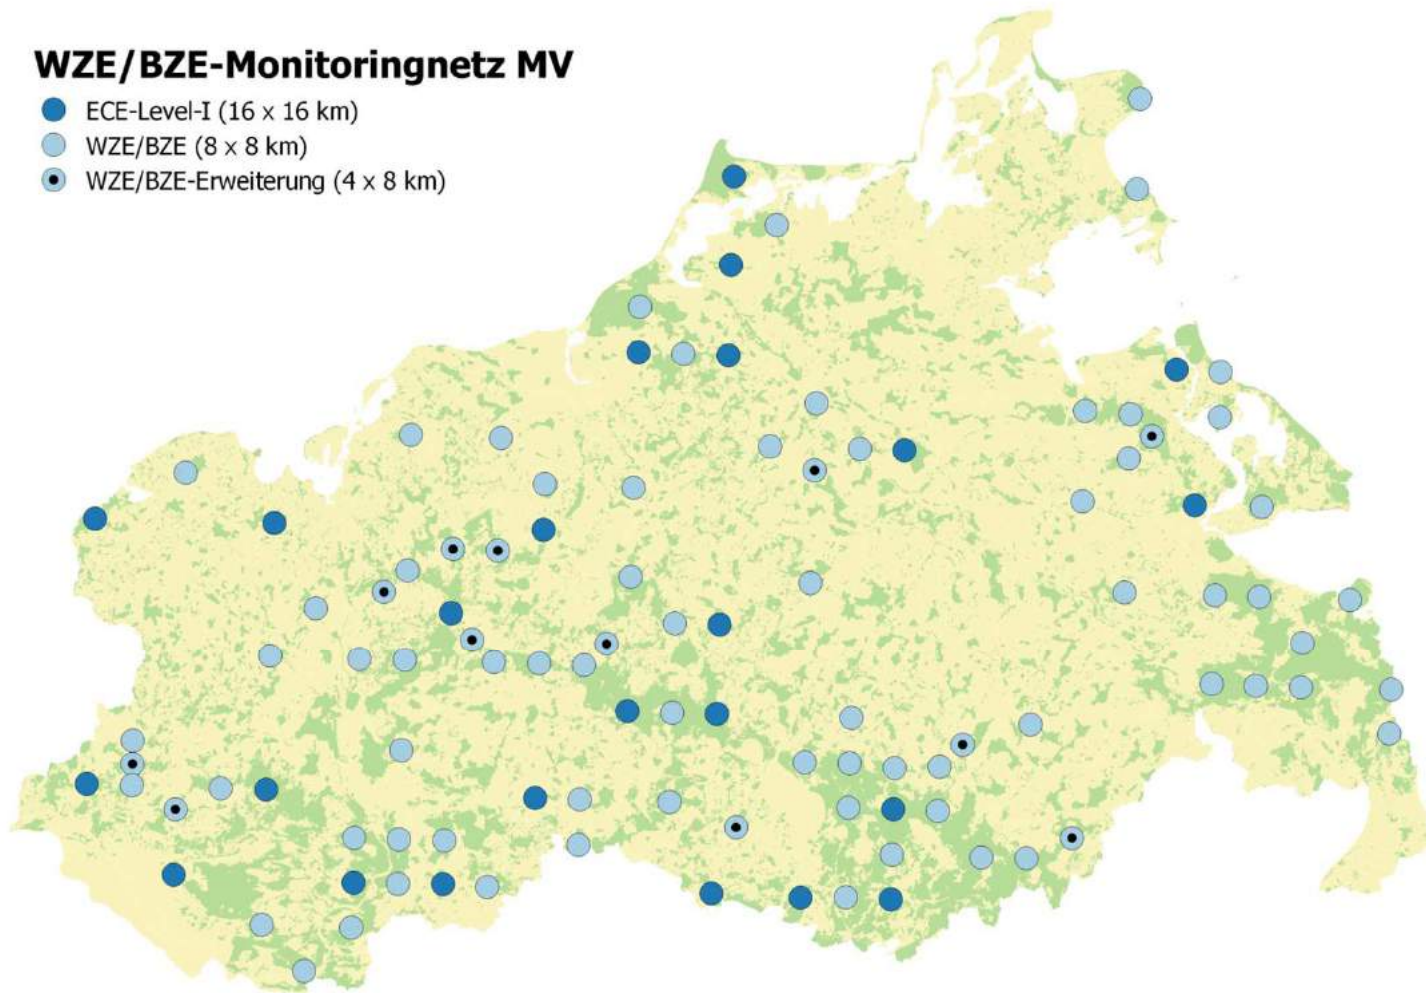 WZE/BZE-Monitoringnetz MV
ECE-Level-I (16 x 16 km)
WZE/BZE (8 x 8 km)
WZE/BZE-Erweiterung (4 x 8 km)